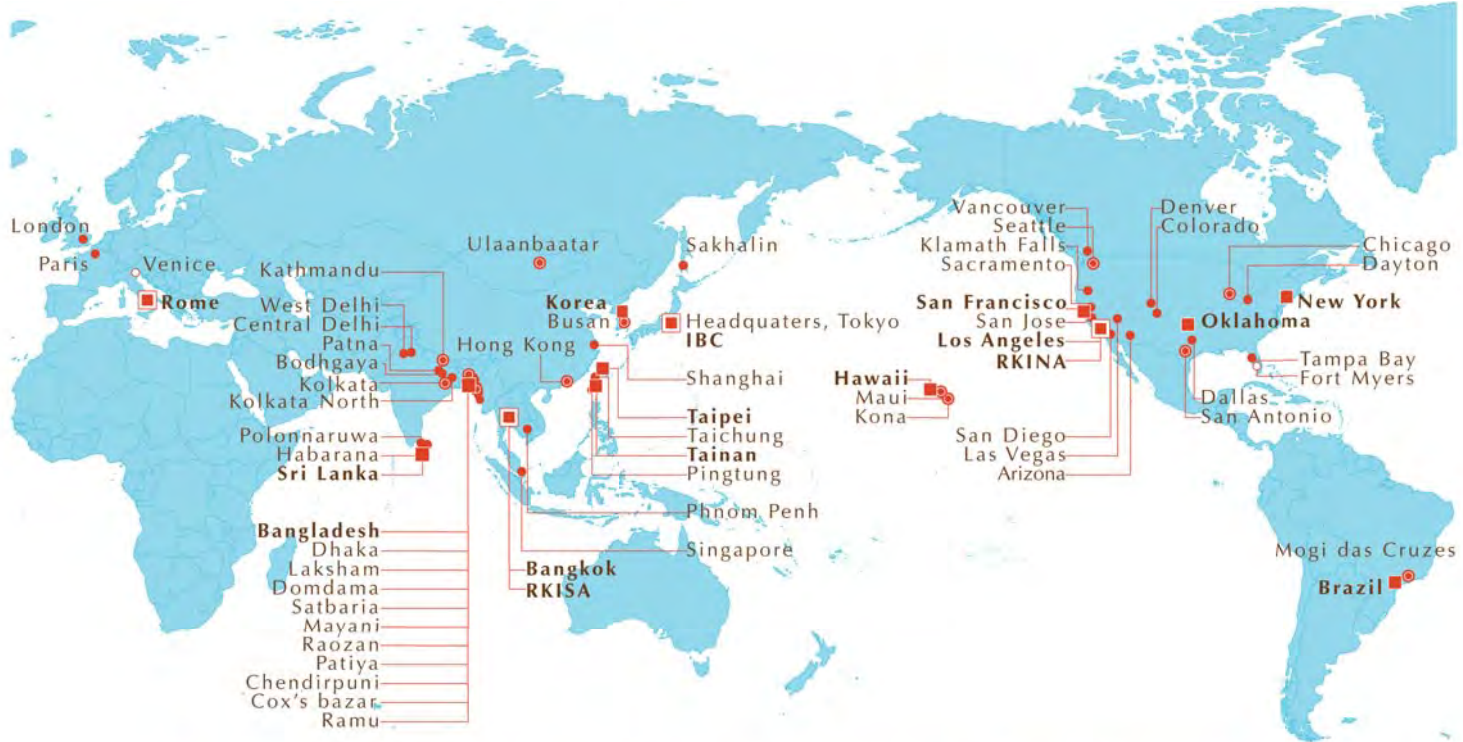 London
Paris
Venice
Rome
Kathmandu
West Delhi
Central Delhi
Patna
Bodhgaya
Kolkata
Kolkata North
Polonnaruwa
Habarana
Sri Lanka
Bangladesh
Dhaka
Laksham
Domdama
Satbaria
Mayani
Raozan
Patiya
Chendirpuni
Cox's bazar
Ramu
Ulaanbaatar
Hong Kong
Korea
Busan
Sakhalin
Headquaters, Tokyo
IBC
Shanghai
Taipei
Taichung
Tainan
Pingtung
Phnom Penh
Singapore
Bangkok
RKISA
Hawaii
Maui
Kona
Vancouver
Seattle
Klamath Falls
Sacramento
San Francisco
San Jose
Los Angeles
RKINA
San Diego
Las Vegas
Arizona
Denver
Colorado
Oklahoma
Chicago
Dayton
New York
Tampa Bay
Fort Myers
Dallas
San Antonio
Mogi das Cruzes
Brazil